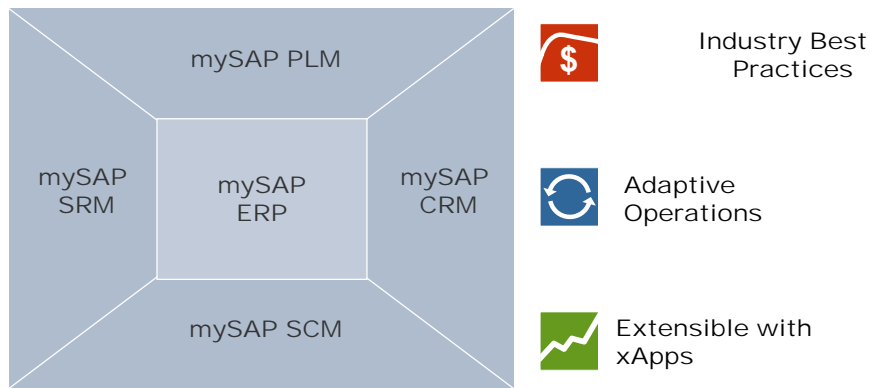 mySAP PLM
mySAP
SRM
mySAP
ERP
mySAP
CRM
mySAP SCM
$
Industry Best
Practices
Adaptive
Operations
Extensible with
xApps